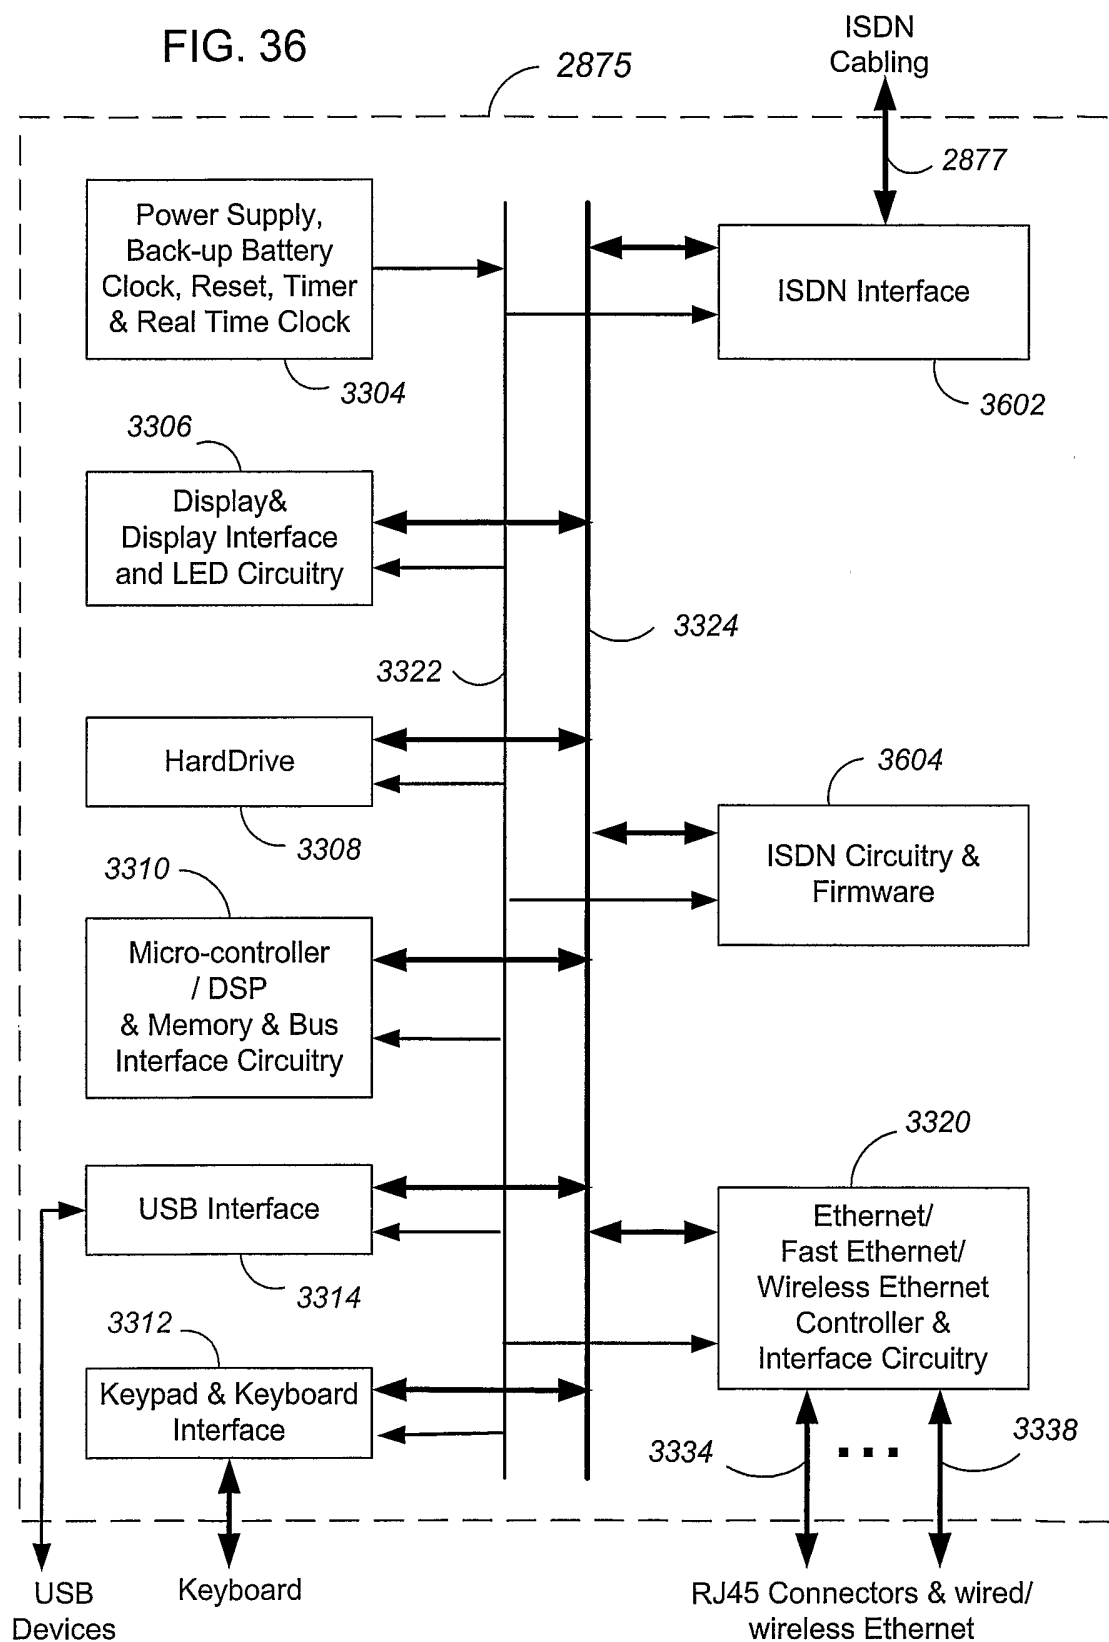 FIG. 36
ISDN
Cabling
2875
2877
Power Supply,
Back-up Battery
Clock, Reset, Timer
& Real Time Clock
3304
ISDN Interface
3602
3306
Display&
Display Interface
and LED Circuitry
3324
3322
HardDrive
3308
3604
ISDN Circuitry &
Firmware
3310
Micro-controller
/ DSP
& Memory & Bus
Interface Circuitry
3320
Ethernet/
Fast Ethernet/
Wireless Ethernet
Controller &
Interface Circuitry
USB Interface
3314
3312
Keypad & Keyboard
Interface
3334
...
3338
USB
Devices
Keyboard
RJ45 Connectors & wired/
wireless Ethernet